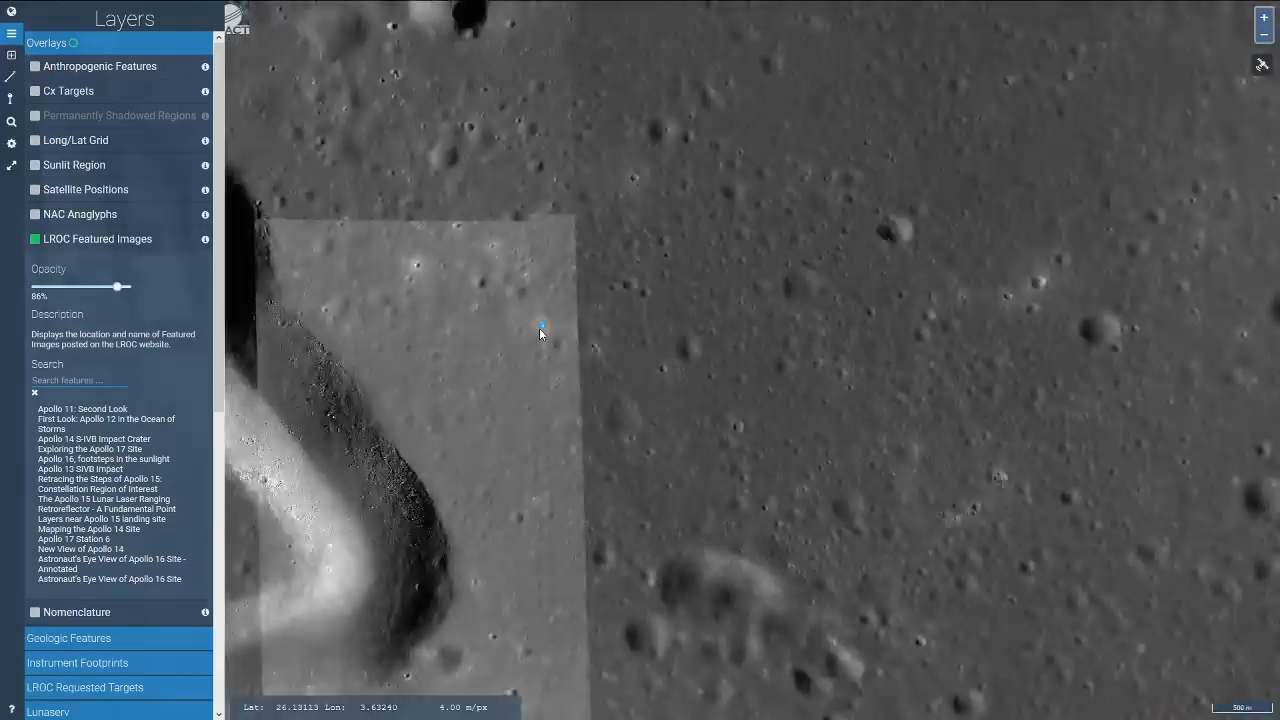 Layers
ACT
Overlays
Anthropogenic Features
Cx Targets
Permanently Shadowed Regions
Long/Lat Grid
Sunlit Region
Satellite Positions
NAC Anaglyphs
LROC Featured Images
Opacity
86%
Description
Displays the location and name of Featured
Images posted on the LROC website.
Search
Search features ...
Apollo 11: Second Look
First Look: Apollo 12 in the Ocean of
Storms
Apollo 14 S-IVB Impact Crater
Exploring the Apollo 17 Site
Apollo 16, footsteps in the sunlight
Apollo 13 SIVB Impact
Retracing the Steps of Apollo 15:
Constellation Region of Interest
The Apollo 15 Lunar Laser Ranging
Retroreflector - A Fundamental Point
Layers near Apollo 15 landing site
Mapping the Apollo 14 Site
Apollo 17 Station 6
New View of Apollo 14
Astronaut's Eye View of Apollo 16 Site -
Annotated
Astronaut's Eye View of Apollo 16 Site
Nomenclature
Geologic Features
Instrument Footprints
LROC Requested Targets
Lunaserv
Lat: 26.13113 Lon: 3.63240 4.00 m/px
500 m